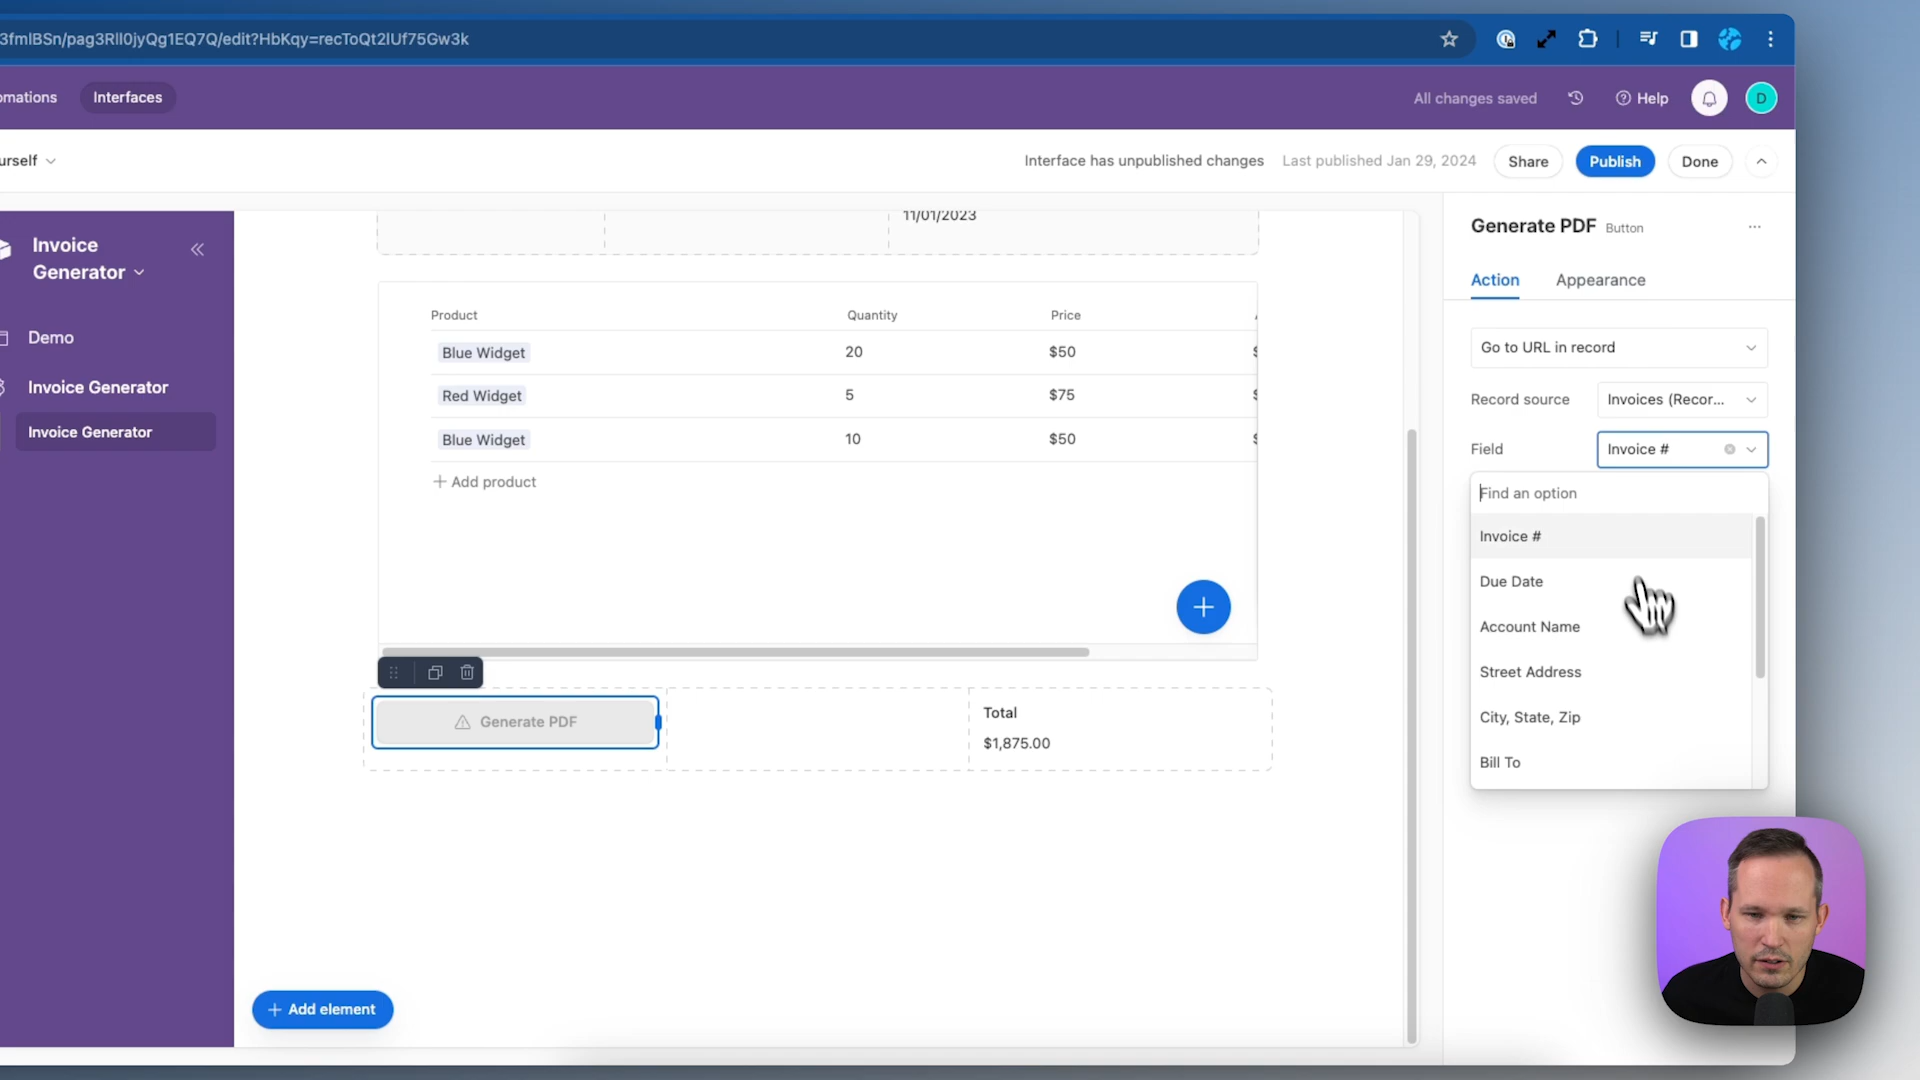 3fmlBSn/pag3Rll0jyQg1EQ7Q/edit?HbKqy=recToQt2IUf75Gw3k
omations
Interfaces
All changes saved
Help
D
urself
Interface has unpublished changes
Last published Jan 29, 2024
Share
Publish
Done
Invoice
Generator
Demo
Invoice Generator
Invoice Generator
11/01/2023
Product
Quantity
Price
Blue Widget
20
$50
Red Widget
5
$75
Blue Widget
10
$50
Add product
Generate PDF
Total
$1,875.00
Add element
Generate PDF Button
Action
Appearance
Go to URL in record
Record source
Invoices (Recor...
Field
Invoice #
Find an option
Invoice #
Due Date
Account Name
Street Address
City, State, Zip
Bill To